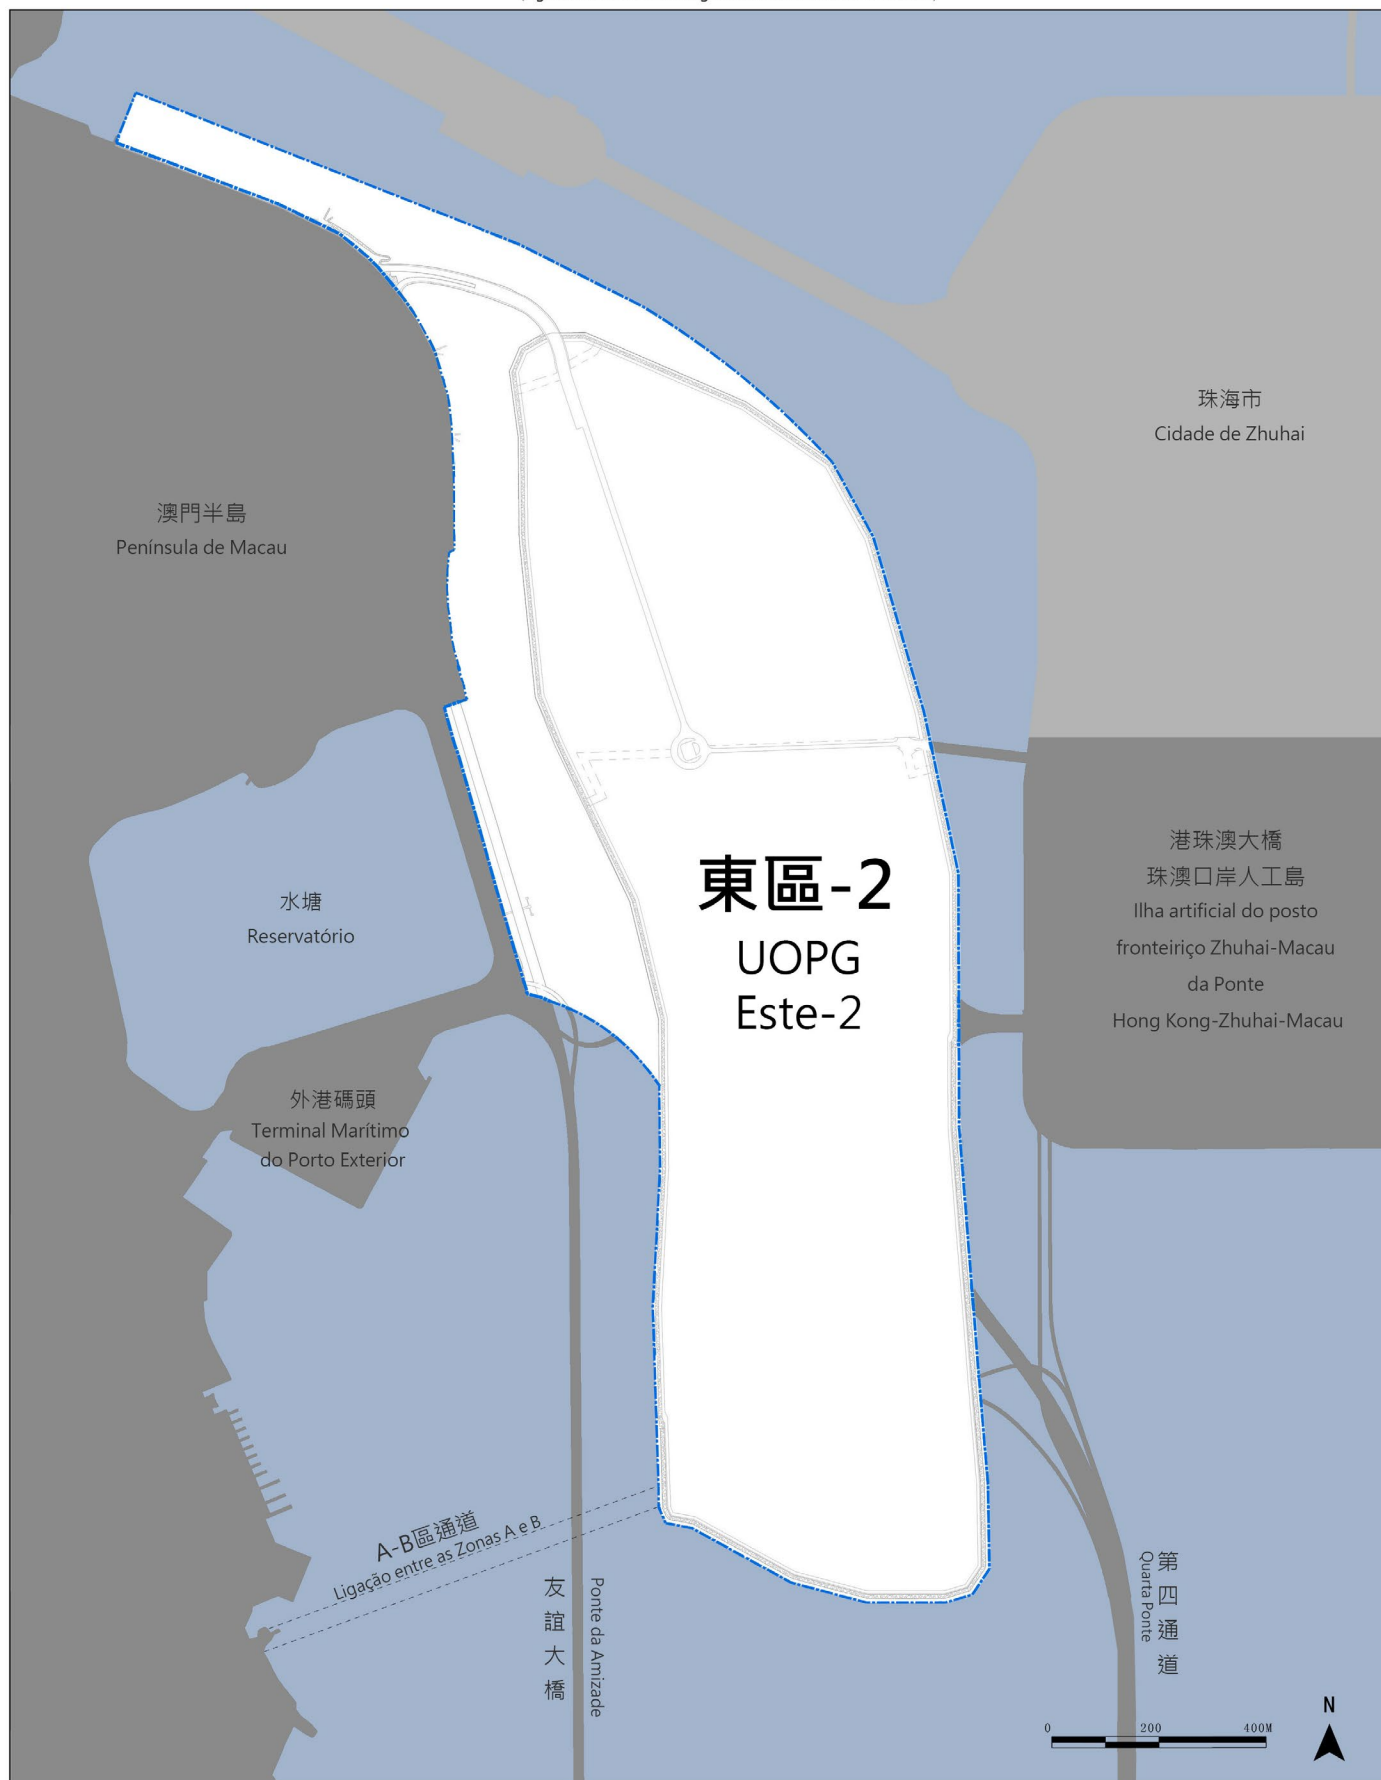 珠海市
Cidade de Zhuhai
澳門半島
Península de Macau
東區-2
UOPG
Este-2
港珠澳大橋
珠澳口岸人工島
Ilha artificial do posto
fronteiriço Zhuhai-Macau
da Ponte
Hong Kong-Zhuhai-Macau
水塘
Reservatório
外港碼頭
Terminal Marítimo
do Porto Exterior
A-B區通道
Ligação entre as Zonas A e B
友誼大橋
Ponte da Amizade
第四通道
Quarta Ponte
N
0 200 400M